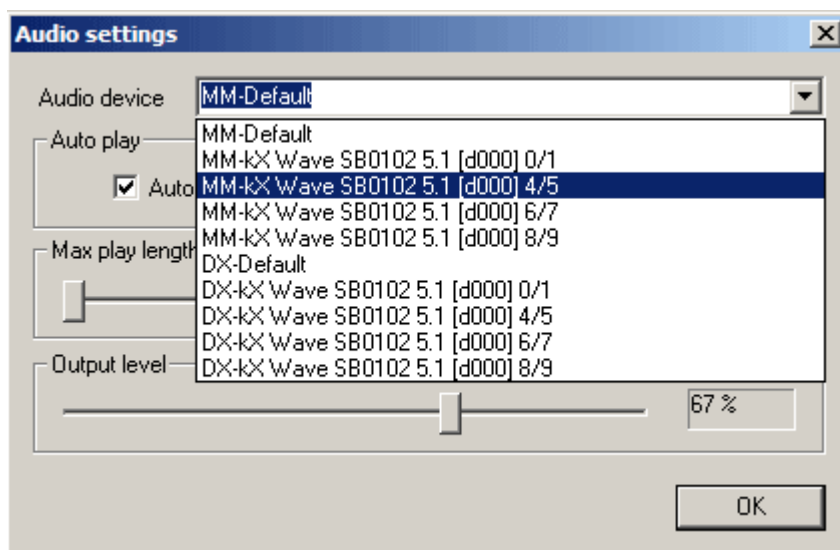 Audio settings
Audio device MM-Default
MM-Default
MM-kX Wave SB0102 5.1 [d000] 0/1
MM-kX Wave SB0102 5.1 [d000] 4/5
MM-kX Wave SB0102 5.1 [d000] 6/7
MM-kX Wave SB0102 5.1 [d000] 8/9
DX-Default
DX-kX Wave SB0102 5.1 [d000] 0/1
DX-kX Wave SB0102 5.1 [d000] 4/5
DX-kX Wave SB0102 5.1 [d000] 6/7
DX-kX Wave SB0102 5.1 [d000] 8/9
Auto play
Auto
Max play length
Output level
67 %
OK